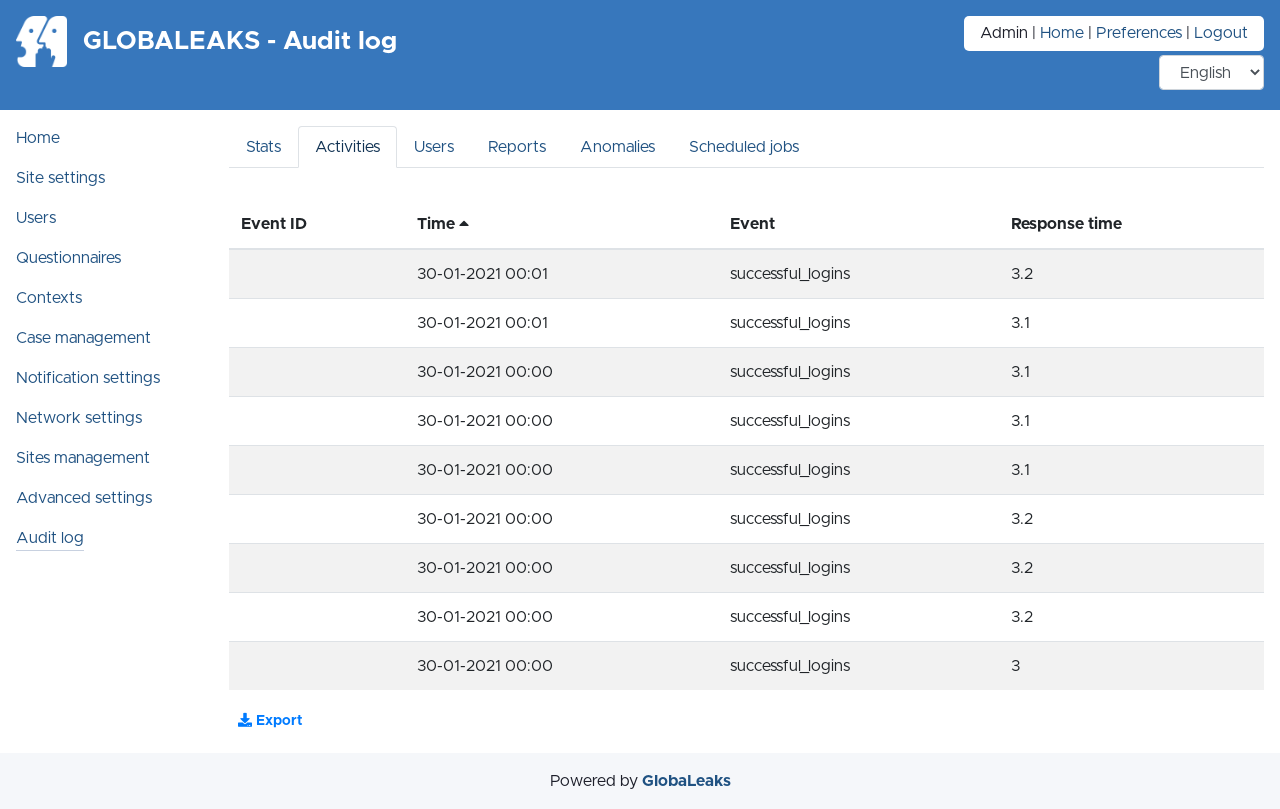 GLOBALEAKS - Audit log
Admin | Home | Preferences | Logout
English
Home
Site settings
Users
Questionnaires
Contexts
Case management
Notification settings
Network settings
Sites management
Advanced settings
Audit log
Stats Activities Users Reports Anomalies Scheduled jobs
Event ID Time Event Response time
30-01-2021 00:01 successful_logins 3.2
30-01-2021 00:01 successful_logins 3.1
30-01-2021 00:00 successful_logins 3.1
30-01-2021 00:00 successful_logins 3.1
30-01-2021 00:00 successful_logins 3.1
30-01-2021 00:00 successful_logins 3.2
30-01-2021 00:00 successful_logins 3.2
30-01-2021 00:00 successful_logins 3.2
30-01-2021 00:00 successful_logins 3
Export
Powered by GlobaLeaks